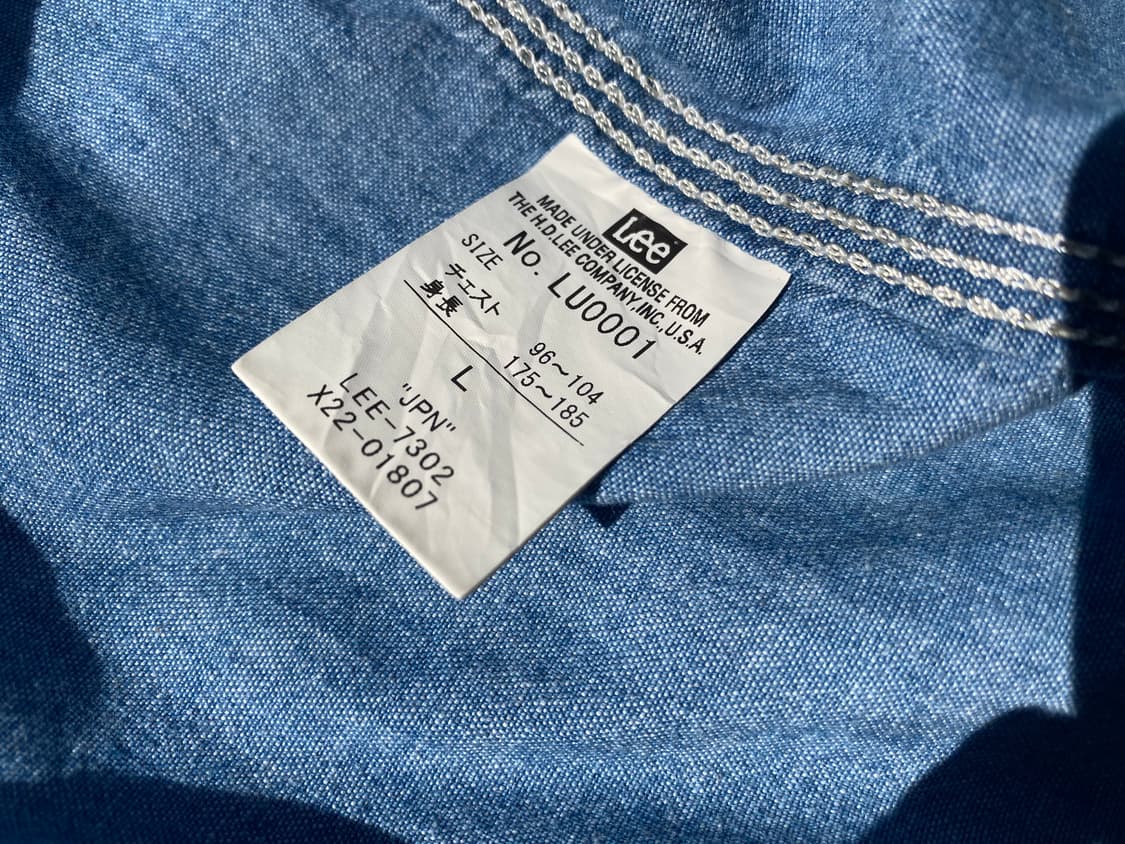 Lee
MADE UNDER LICENSE FROM
THE H.D.LEE COMPANY,INC.,U.S.A.
No. LU0001
SIZE
チェスト 96~104
身長 175~185
L
"JPN"
LEE-7302
X22-01807